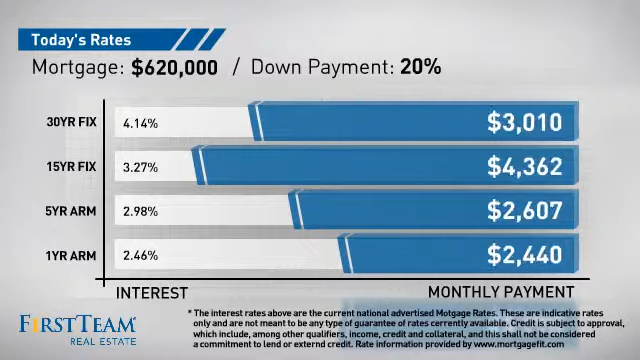 Today's Rates
Mortgage: $620,000 / Down Payment: 20%
30YR FIX 4.14% $3,010
15YR FIX 3.27% $4,362
5YR ARM 2.98% $2,607
1YR ARM 2.46% $2,440
INTEREST MONTHLY PAYMENT
FIRSTTEAM®
REAL ESTATE
* The interest rates above are the current national advertised Motgage Rates. These are indicative rates
only and are not meant to be any type of guarantee of rates cerrently available. Credit is subject to approval,
which include, among other qualifiers, income, credit and collateral, and this shall not be considered
a commitment to lend or externd credit. Rate information provided by www.mortgagefit.com